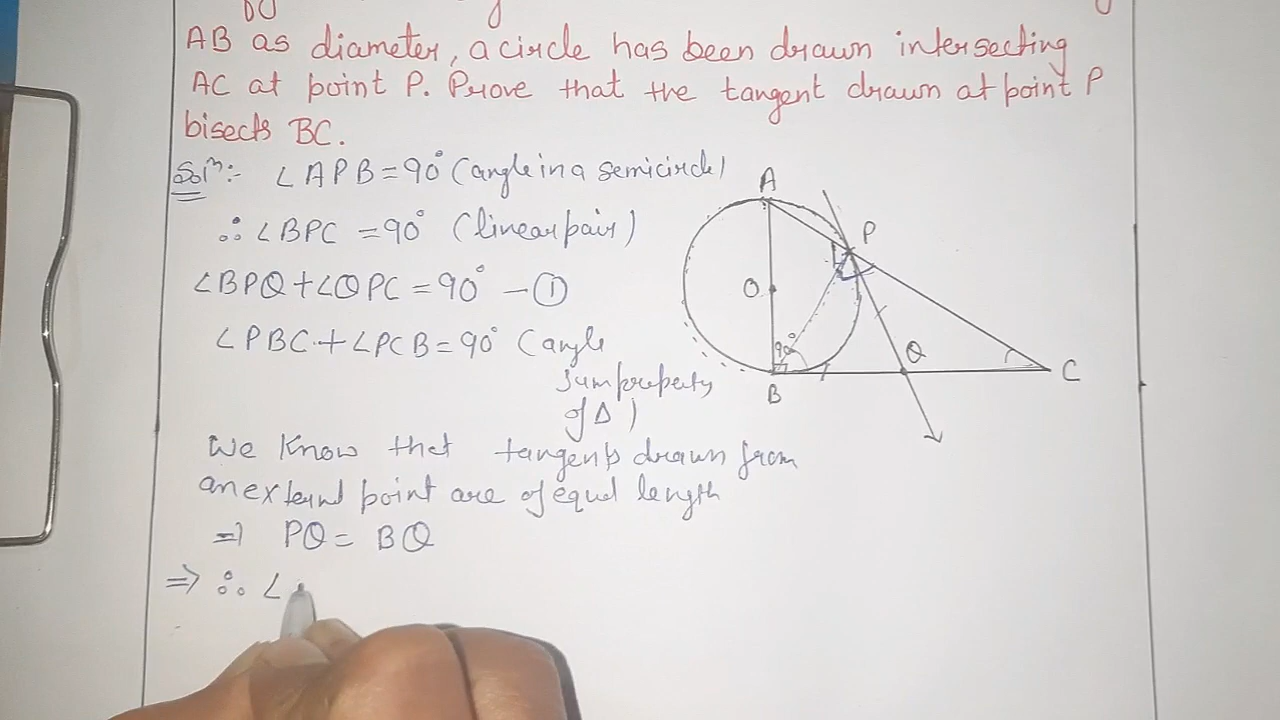 AB as diameter, a circle has been drawn intersecting
AC at point P. Prove that the tangent drawn at point P
bisects BC.
Solⁿ:- ∠APB = 90° (angle in a semicircle)
∴ ∠BPC = 90° (linear pair)
∠BPQ + ∠QPC = 90° — ①
∠PBC + ∠PCB = 90° (angle
sum property
of Δ)
We know that tangents drawn from
an external point are of equal length
⇒ PQ = BQ
⇒ ∴ ∠
A
P
O
90°
Q
B
C